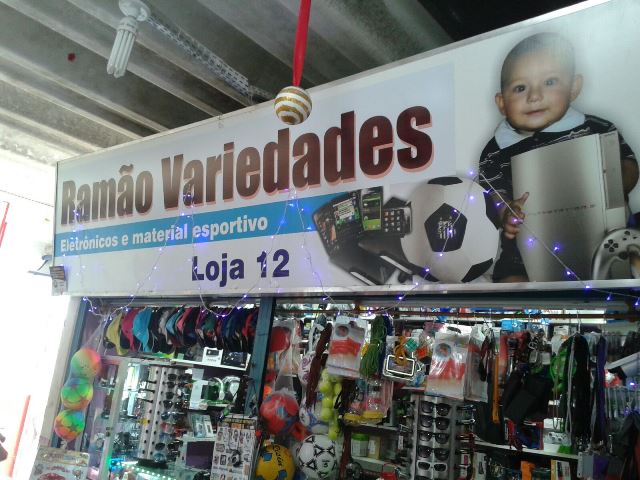 Ramão Variedades
Eletrônicos e material esportivo
Loja 12